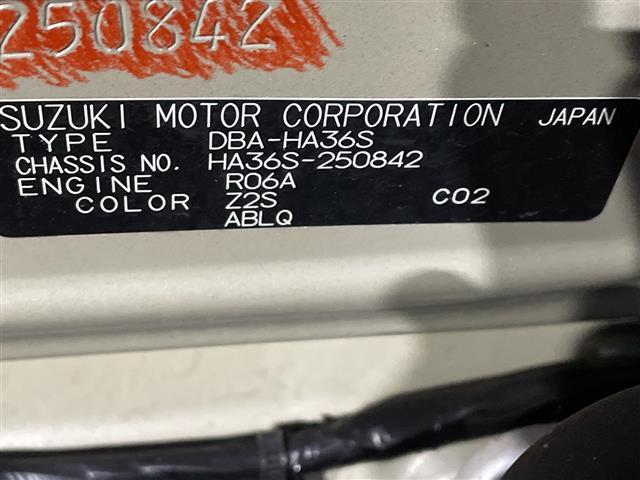 250842
SUZUKI MOTOR CORPORATION JAPAN
TYPE DBA-HA36S
CHASSIS NO. HA36S-250842
ENGINE R06A
COLOR Z2S C02
ABLQ